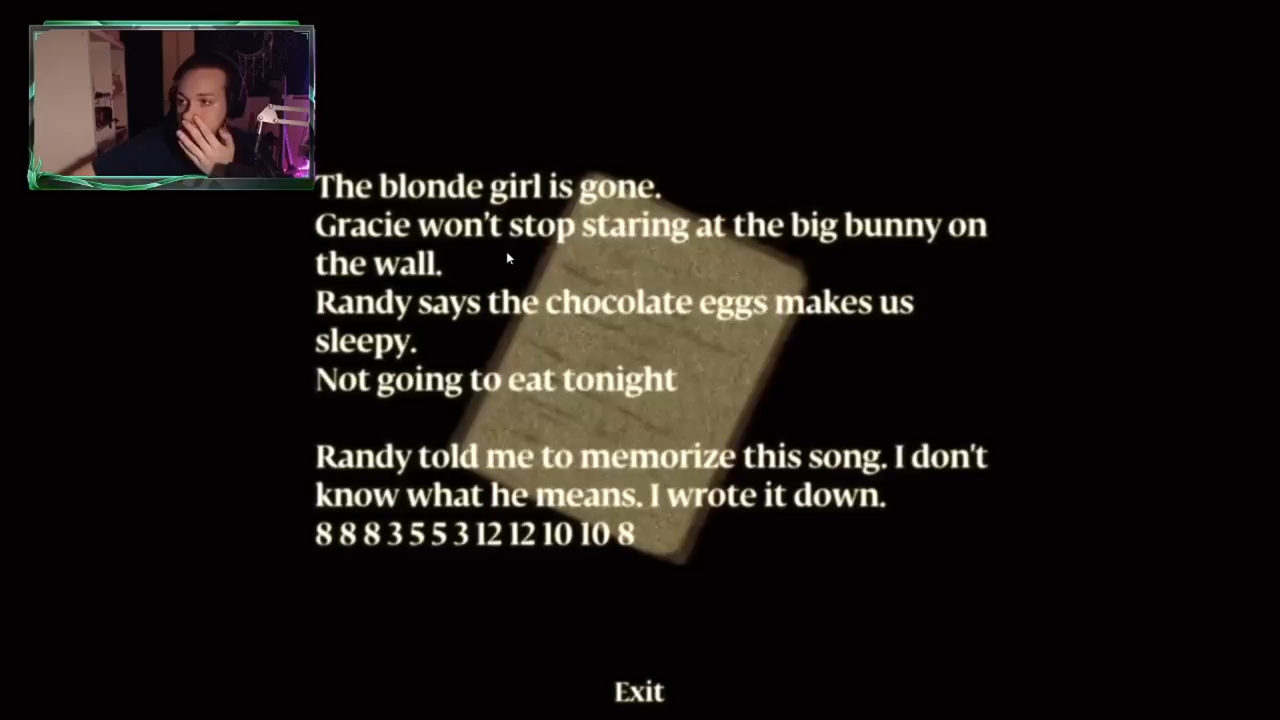 The blonde girl is gone.
Gracie won't stop staring at the big bunny on
the wall.
Randy says the chocolate eggs makes us
sleepy.
Not going to eat tonight
Randy told me to memorize this song. I don't
know what he means. I wrote it down.
8 8 8 3 5 5 3 12 12 10 10 8
Exit